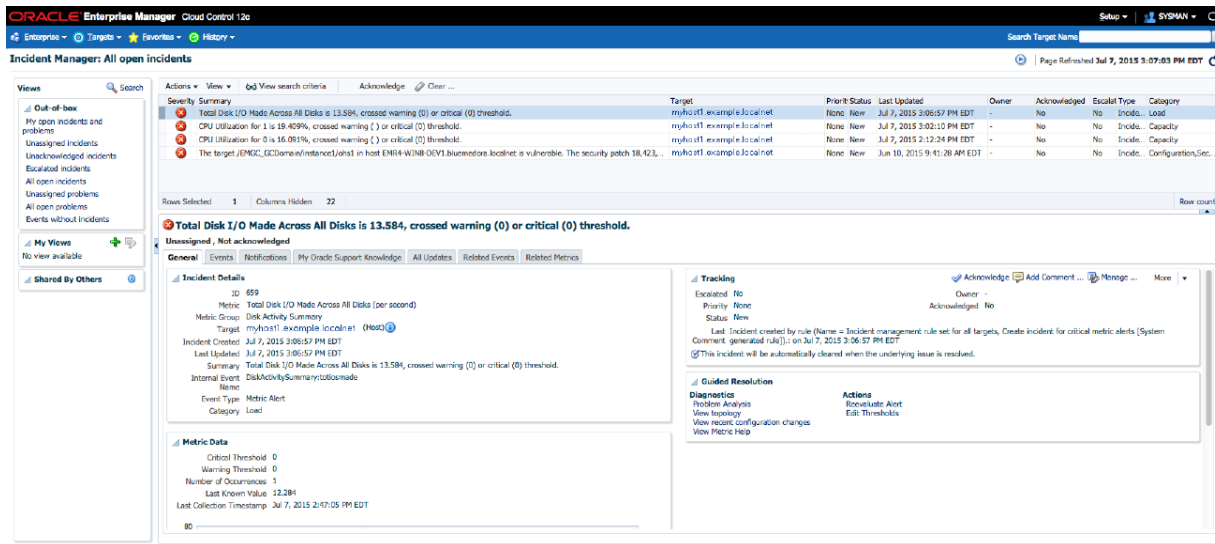 ORACLE Enterprise Manager Cloud Control 12c
Setup SYSMAN
Enterprise Targets Favorites History
Search Target Name
Incident Manager: All open incidents
Page Refreshed Jul 7, 2015 3:07:03 PM EDT
Views Search
Out-of-box
My open incidents and
problems
Unassigned incidents
Unacknowledged incidents
Escalated incidents
All open incidents
Unassigned problems
All open problems
Events without incidents
My Views
No view available
Shared By Others
Actions View View search criteria Acknowledge Clear ...
Severity Summary Target Priorit Status Last Updated Owner Acknowledged Escalat Type Category
Total Disk I/O Made Across All Disks is 13.584, crossed warning (0) or critical (0) threshold. myhost1.example.localnet None New Jul 7, 2015 3:06:57 PM EDT - No No Incide... Load
CPU Utilization for 1 is 19.409%, crossed warning ( ) or critical (0) threshold. myhost1.example.localnet None New Jul 7, 2015 3:02:10 PM EDT - No No Incide... Capacity
CPU Utilization for 0 is 16.091%, crossed warning ( ) or critical (0) threshold. myhost1.example.localnet None New Jul 7, 2015 2:12:24 PM EDT - No No Incide... Capacity
The target /EMGC_GCDomain/instance1/ohs1 in host EMR4-WIN8-DEV1.bluemedora.localnet is vulnerable. The security patch 18,423,... myhost1.example.localnet None New Jun 10, 2015 9:41:28 AM EDT - No No Incide... Configuration,Sec...
Rows Selected 1 Columns Hidden 22 Row count
Total Disk I/O Made Across All Disks is 13.584, crossed warning (0) or critical (0) threshold.
Unassigned , Not acknowledged
General Events Notifications My Oracle Support Knowledge All Updates Related Events Related Metrics
Incident Details
ID 659
Metric Total Disk I/O Made Across All Disks (per second)
Metric Group Disk Activity Summary
Target myhost1.example.localnet (Host)
Incident Created Jul 7, 2015 3:06:57 PM EDT
Last Updated Jul 7, 2015 3:06:57 PM EDT
Summary Total Disk I/O Made Across All Disks is 13.584, crossed warning (0) or critical (0) threshold.
Internal Event DiskActivitySummary:totiosmade
Name
Event Type Metric Alert
Category Load
Metric Data
Critical Threshold 0
Warning Threshold 0
Number of Occurrences 1
Last Known Value 12.284
Last Collection Timestamp Jul 7, 2015 2:47:05 PM EDT
80
Tracking Acknowledge Add Comment ... Manage ... More
Escalated No Owner -
Priority None Acknowledged No
Status New
Last Incident created by rule (Name = Incident management rule set for all targets, Create incident for critical metric alerts [System
Comment generated rule]).: on Jul 7, 2015 3:06:57 PM EDT
This incident will be automatically cleared when the underlying issue is resolved.
Guided Resolution
Diagnostics Actions
Problem Analysis Reevaluate Alert
View topology Edit Thresholds
View recent configuration changes
View Metric Help